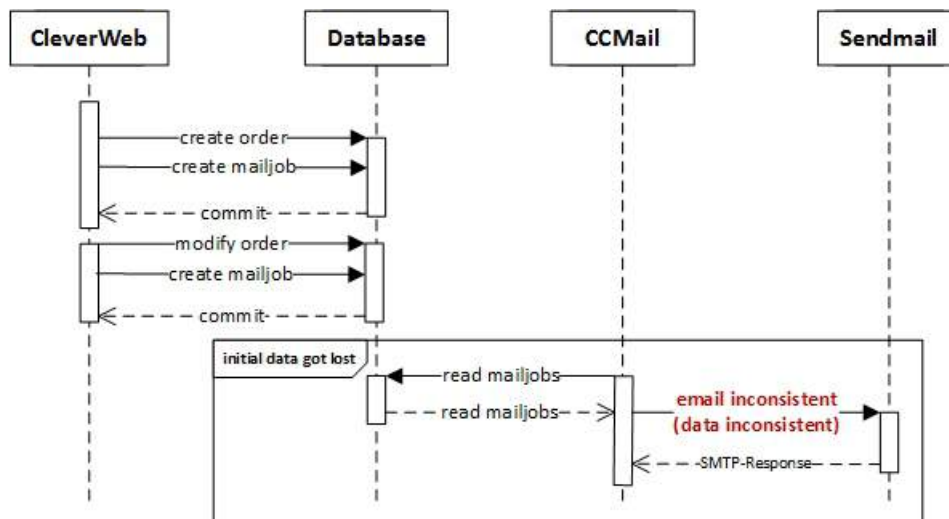 CleverWeb
Database
CCMail
Sendmail
create order
create mailjob
commit
modify order
create mailjob
commit
initial data got lost
read mailjobs
read mailjobs
email inconsistent
(data inconsistent)
SMTP-Response